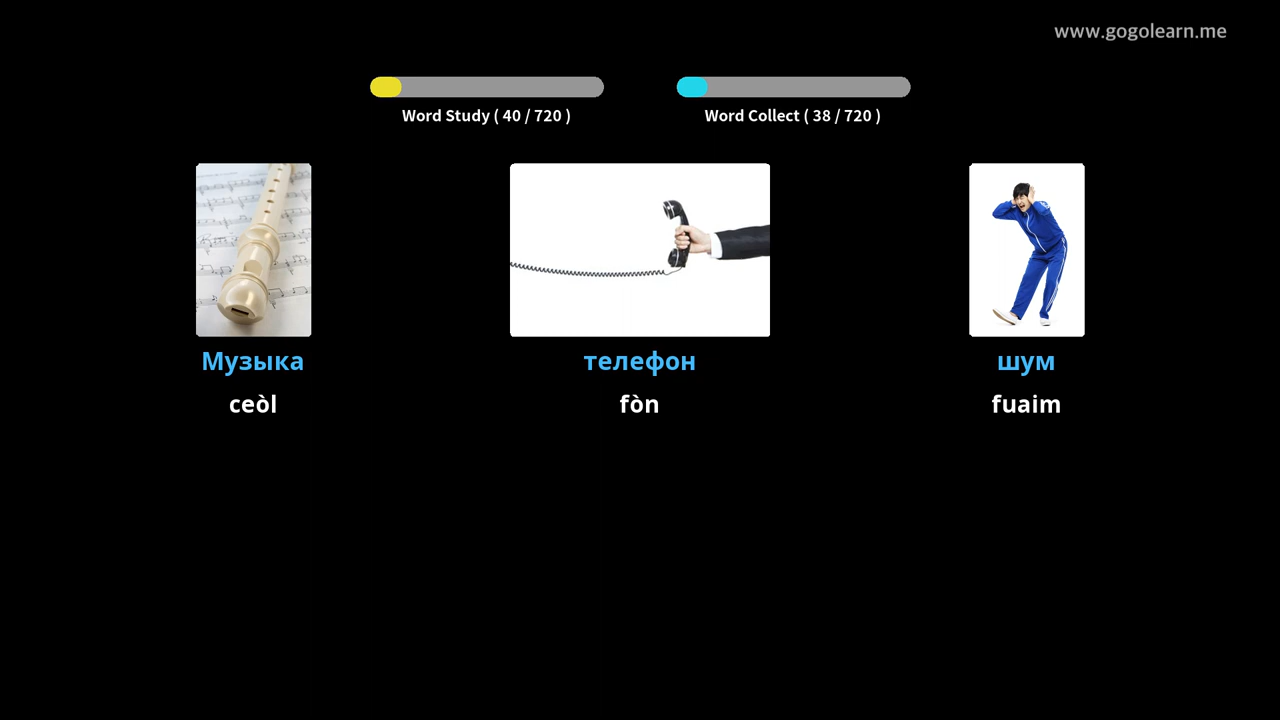 www.gogolearn.me
Word Study ( 40 / 720 )
Word Collect ( 38 / 720 )
Музыка
телефон
шум
ceòl
fòn
fuaim